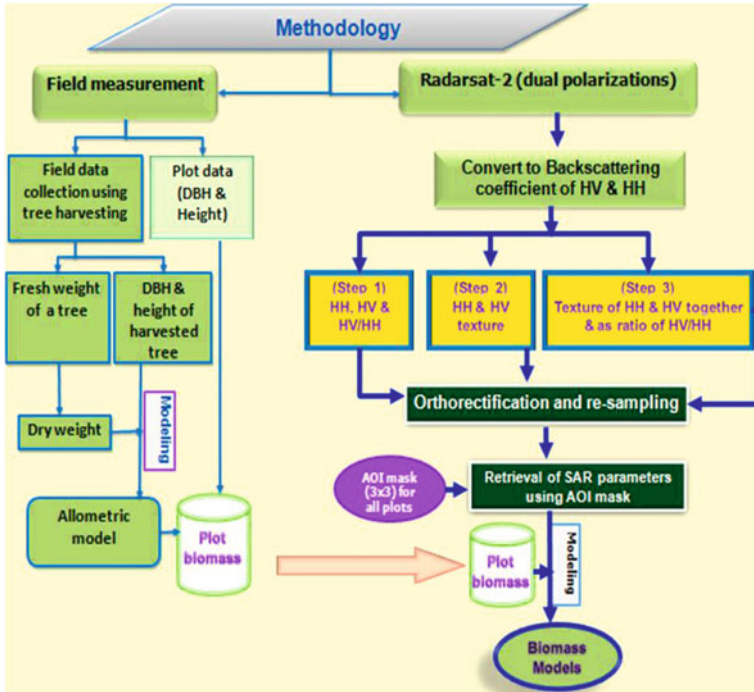 Methodology
Field measurement
Radarsat-2 (dual polarizations)
Field data
collection using
tree harvesting
Plot data
(DBH &
Height)
Convert to Backscattering
coefficient of HV & HH
Fresh weight
of a tree
DBH &
height of
harvested
tree
(Step 1)
HH, HV &
HV/HH
(Step 2)
HH & HV
texture
(Step 3)
Texture of HH & HV together
& as ratio of HV/HH
Orthorectification and re-sampling
Dry weight
Modeling
AOI mask
(3x3) for
all plots
Retrieval of SAR parameters
using AOI mask
Allometric
model
Plot
biomass
Plot
biomass
Modeling
Biomass
Models